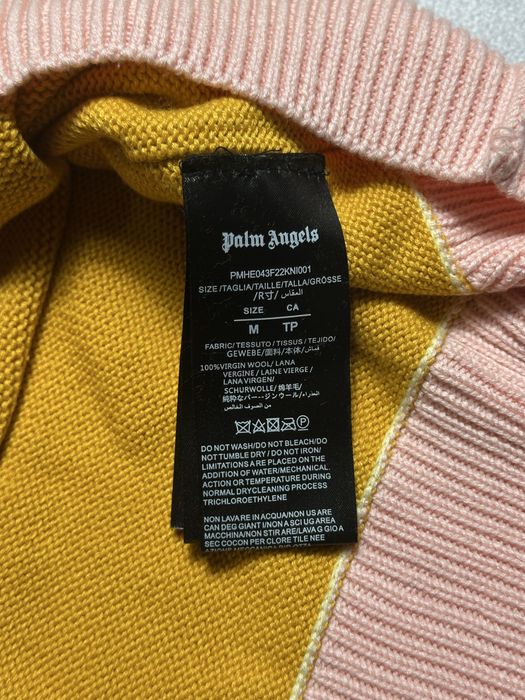 Palm Angels
PMHE043F22KNI001
SIZE/TAGLIA/TAILLE/TALLA/GRÖSSE
/R寸/ المقاس
SIZE CA
M TP
FABRIC/TESSUTO/TISSUS/TEJIDO/
GEWEBE/面料/本体/ قماش
100%VIRGIN WOOL/LANA
VERGINE/LAINE VIERGE/
LANA VIRGEN/
SCHURWOLLE/綿羊毛/
純粋なバージンウール/ العذراء
من الصوف الخالص
DO NOT WASH/DO NOT BLEACH/DO
NOT TUMBLE DRY/DO NOT IRON/
LIMITATIONS ARE PLACED ON THE
ADDITION OF WATER/MECHANICAL.
ACTION OR TEMPERATURE DURING
NORMAL DRYCLEANING PROCESS
TRICHLOROETHYLENE
NON LAVARE IN ACQUA/NON US ARE
CAN DEG GIANT I/NON A SCI UG AREA
MACCHINA/NON STIR ARE/LAVA G GIO A
SEC COCON PER CLORE TILE NEE